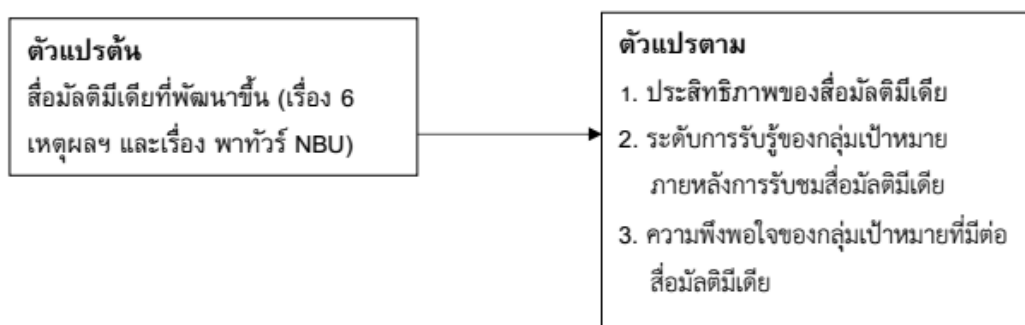 ตัวแปรต้น
สื่อมัลติมีเดียที่พัฒนาขึ้น (เรื่อง 6
เหตุผลฯ และเรื่อง พาทัวร์ NBU)
ตัวแปรตาม
1. ประสิทธิภาพของสื่อมัลติมีเดีย
2. ระดับการรับรู้ของกลุ่มเป้าหมาย
ภายหลังการรับชมสื่อมัลติมีเดีย
3. ความพึงพอใจของกลุ่มเป้าหมายที่มีต่อ
สื่อมัลติมีเดีย